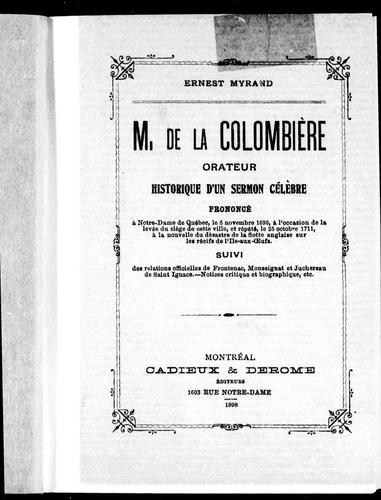 ERNEST MYRAND
M. DE LA COLOMBIÈRE
ORATEUR
HISTORIQUE D'UN SERMON CÉLÈBRE
PRONONCÉ
à Notre-Dame de Québec, le 5 novembre 1690, à l'occasion de la
levée du siège de cette ville, et répété, le 25 octobre 1711,
à la nouvelle du désastre de la flotte anglaise sur
les récifs de l'Ile-aux-Œufs.
SUIVI
des relations officielles de Frontenac, Monseignat et Juchereau
de Saint Ignace.—Notices critique et biographique, etc.
MONTRÉAL
CADIEUX & DEROME
ÉDITEURS
1603 RUE NOTRE-DAME
1898